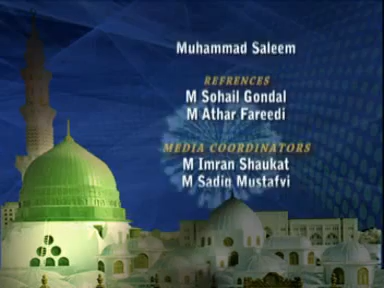 Muhammad Saleem
REFRENCES
M Sohail Gondal
M Athar Fareedi
MEDIA COORDINATORS
M Imran Shaukat
M Sadiq Mustafvi